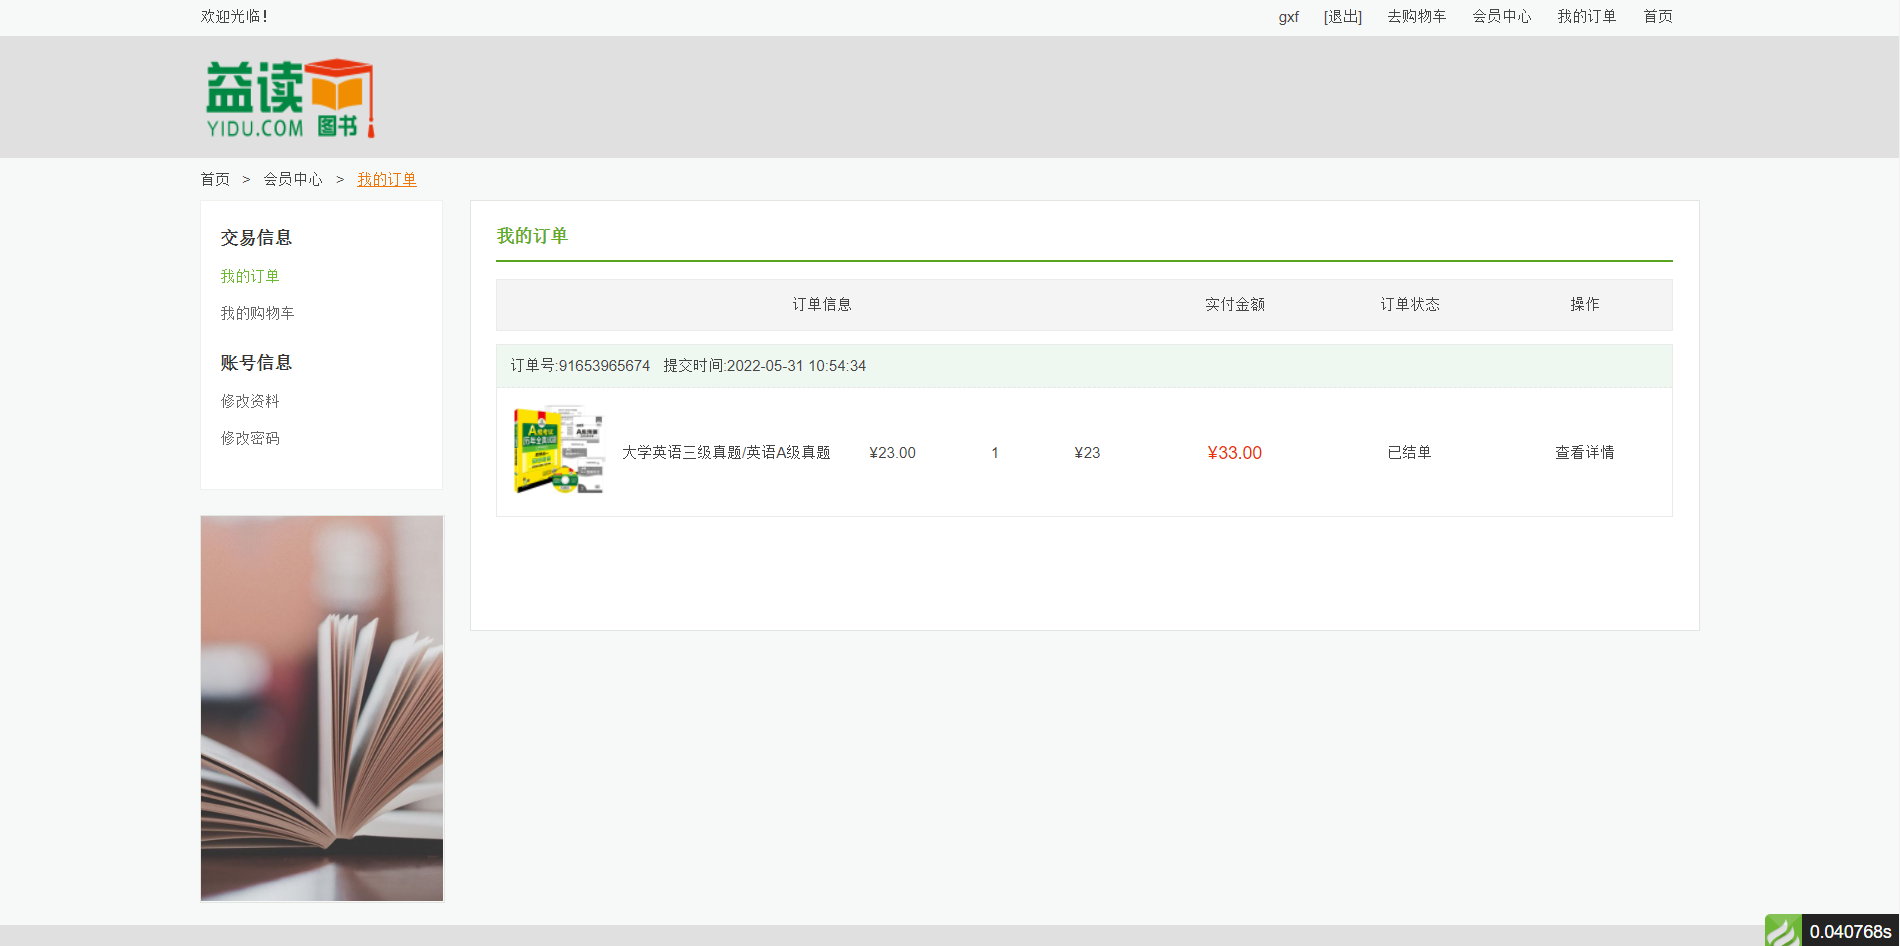 欢迎光临！
gxf [退出] 去购物车 会员中心 我的订单 首页
益读
YIDU.COM 图书
首页 > 会员中心 > 我的订单
交易信息
我的订单
我的购物车
账号信息
修改资料
修改密码
我的订单
订单信息 实付金额 订单状态 操作
订单号:91653965674 提交时间:2022-05-31 10:54:34
大学英语三级真题/英语A级真题 ¥23.00 1 ¥23 ¥33.00 已结单 查看详情
0.040768s